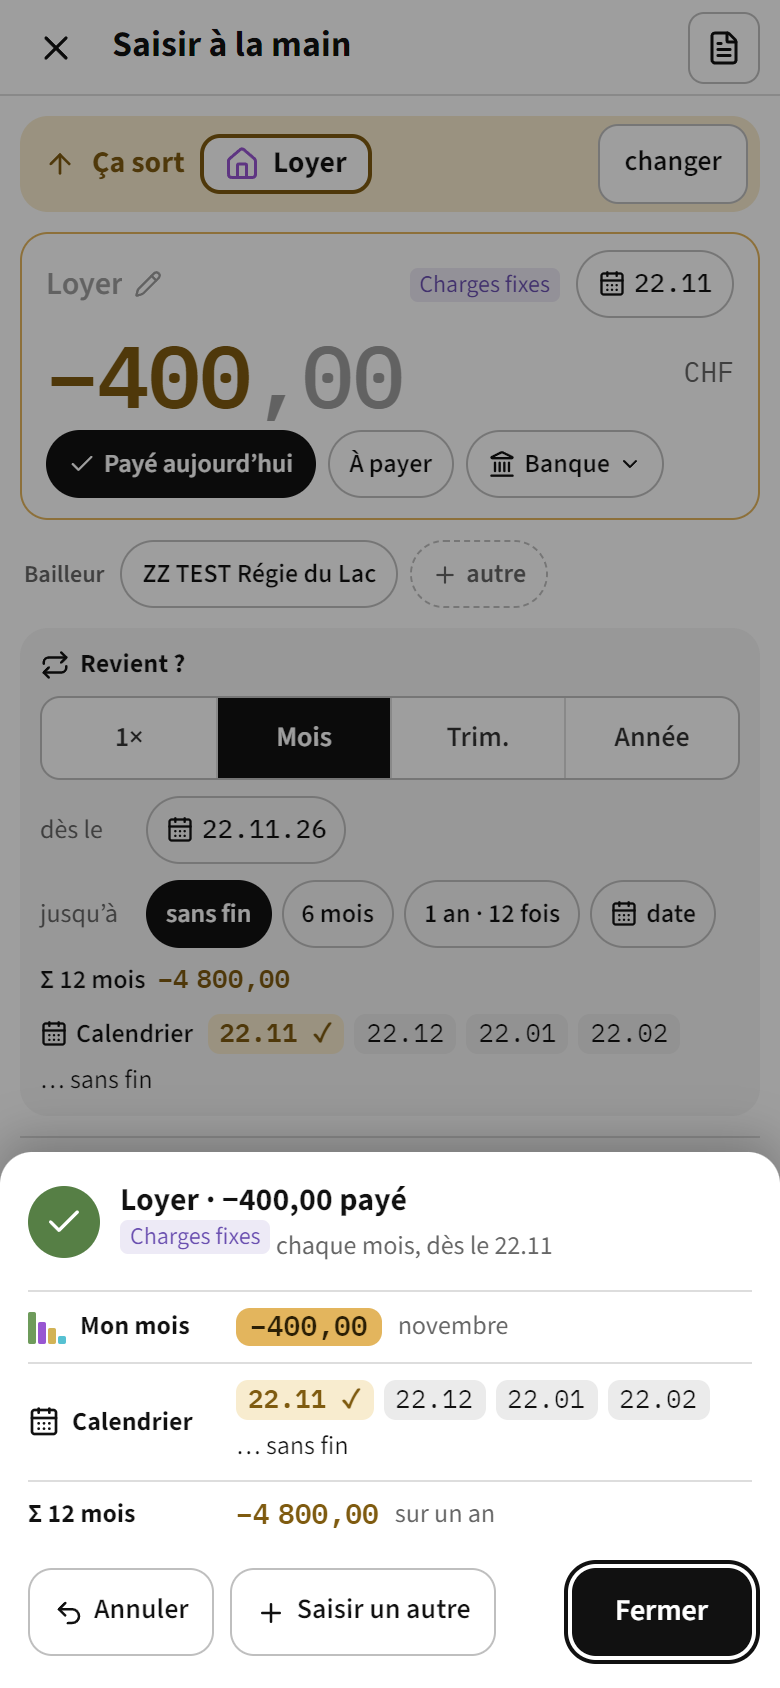 Saisir à la main
Ça sort Loyer changer
Loyer Charges fixes 22.11
−400,00 CHF
Payé aujourd’hui À payer Banque
Bailleur ZZ TEST Régie du Lac + autre
Revient ?
1× Mois Trim. Année
dès le 22.11.26
jusqu’à sans fin 6 mois 1 an · 12 fois date
Σ 12 mois −4 800,00
Calendrier 22.11 ✓ 22.12 22.01 22.02
… sans fin
Loyer · −400,00 payé
Charges fixes chaque mois, dès le 22.11
Mon mois −400,00 novembre
Calendrier 22.11 ✓ 22.12 22.01 22.02
… sans fin
Σ 12 mois −4 800,00 sur un an
Annuler + Saisir un autre Fermer